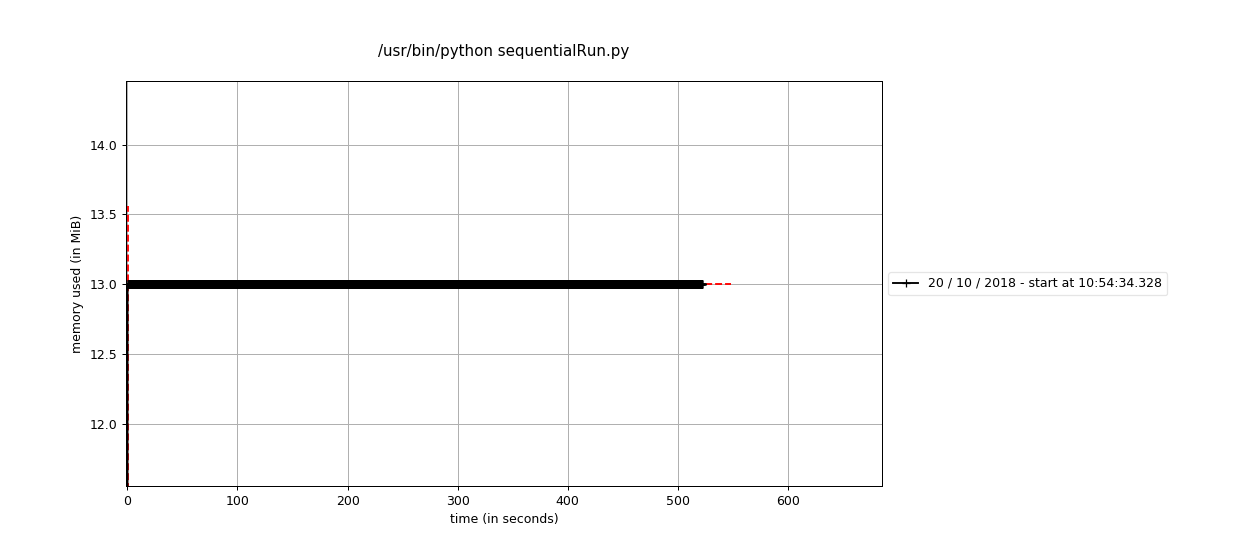 /usr/bin/python sequentialRun.py
14.0
13.5
13.0
12.5
12.0
memory used (in MiB)
0 100 200 300 400 500 600
time (in seconds)
20 / 10 / 2018 - start at 10:54:34.328